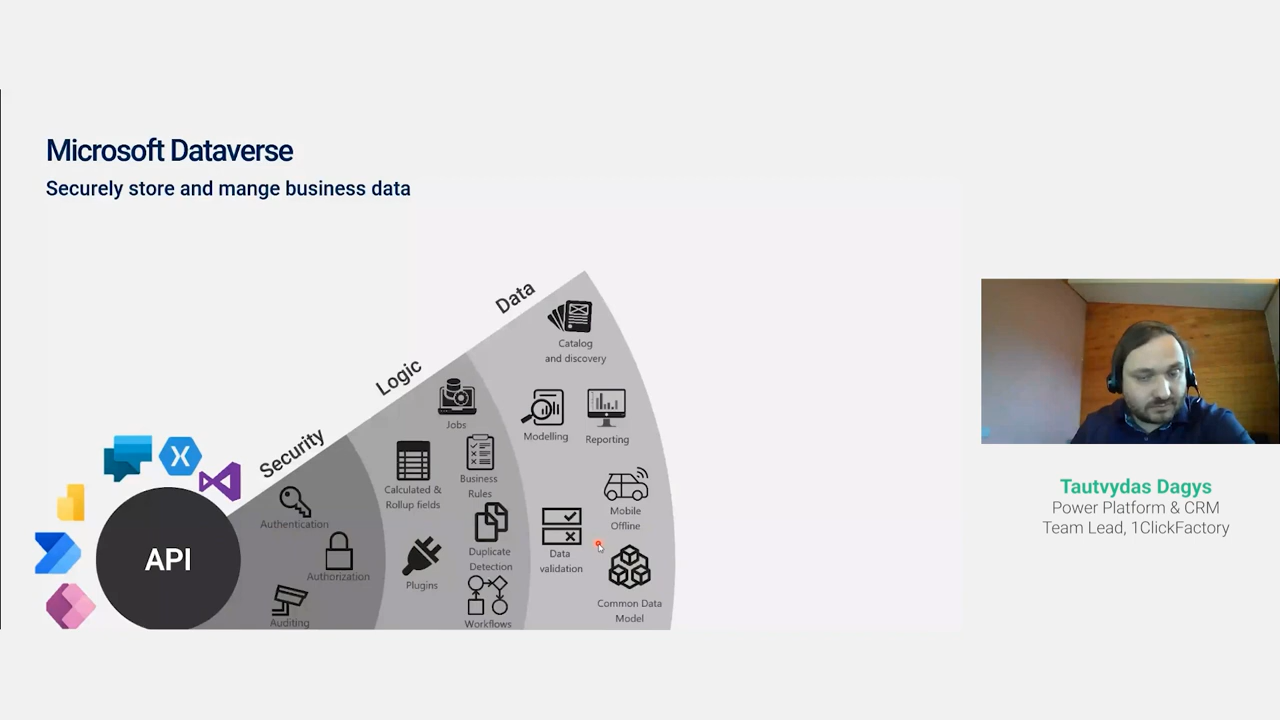 Microsoft Dataverse
Securely store and mange business data
Data
Catalog
and discovery
Logic
Jobs
Modelling
Reporting
Security
Calculated &
Rollup fields
Business
Rules
Mobile
Offline
Authentication
Duplicate
Detection
Data
validation
API
Authorization
Plugins
Common Data
Model
Auditing
Workflows
X
Tautvydas Dagys
Power Platform & CRM
Team Lead, 1ClickFactory